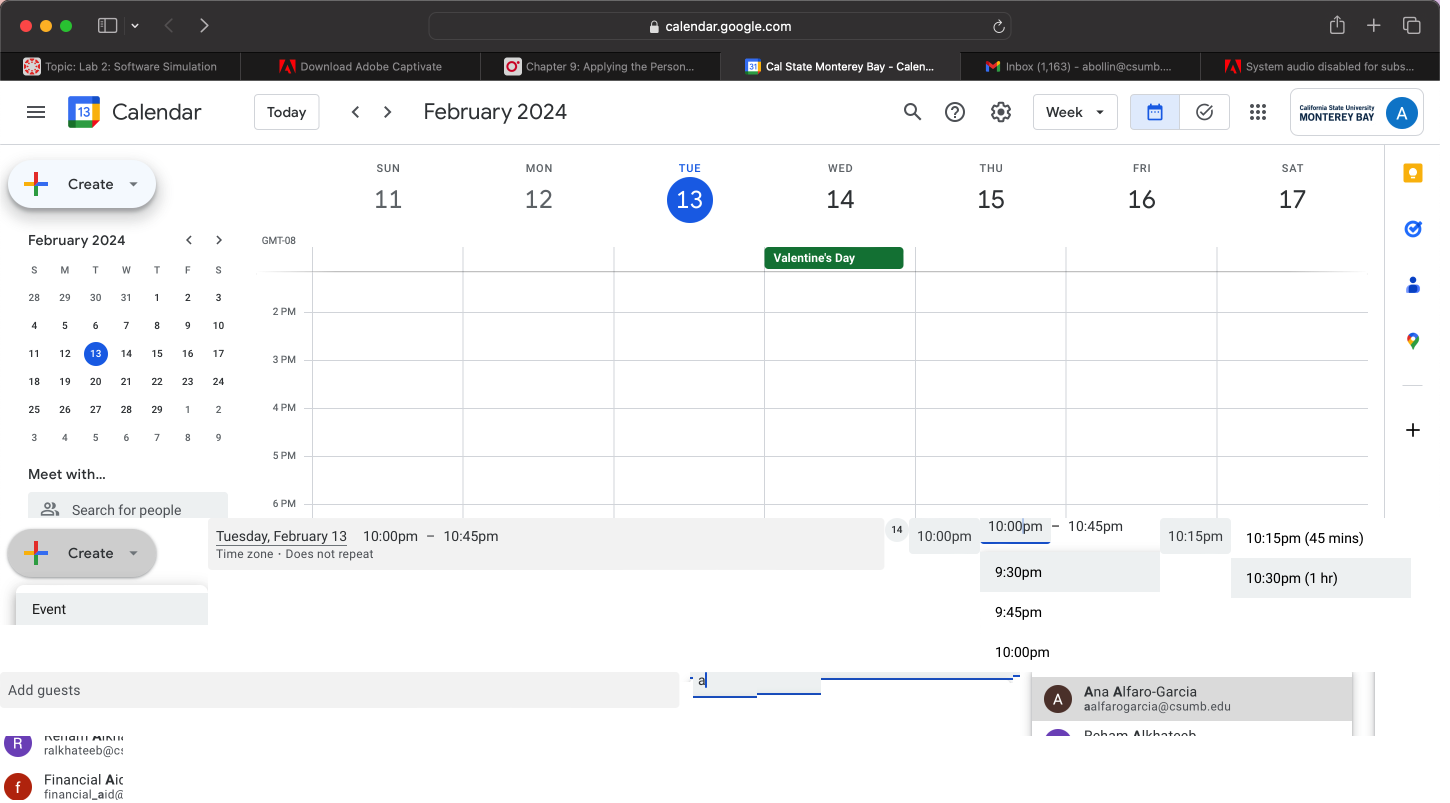 calendar.google.com
Topic: Lab 2: Software Simulation
Download Adobe Captivate
Chapter 9: Applying the Person...
Cal State Monterey Bay - Calen...
Inbox (1,163) - abollin@csumb....
System audio disabled for subs...
13 Calendar
Today
February 2024
Week
California State University
MONTEREY BAY
A
Create
SUN MON TUE WED THU FRI SAT
11 12 13 14 15 16 17
February 2024
GMT-08
Valentine's Day
S M T W T F S
28 29 30 31 1 2 3
4 5 6 7 8 9 10
11 12 13 14 15 16 17
18 19 20 21 22 23 24
25 26 27 28 29 1 2
3 4 5 6 7 8 9
2 PM
3 PM
4 PM
5 PM
6 PM
Meet with...
Search for people
Create
Event
Tuesday, February 13 10:00pm – 10:45pm
Time zone · Does not repeat
14
10:00pm
10:00pm – 10:45pm
9:30pm
9:45pm
10:00pm
10:15pm
10:15pm (45 mins)
10:30pm (1 hr)
Add guests
a
A
Ana Alfaro-Garcia
aalfarogarcia@csumb.edu
Reham Alkhateeb
R
ralkhateeb@cs
f
Financial Aid
financial_aid@